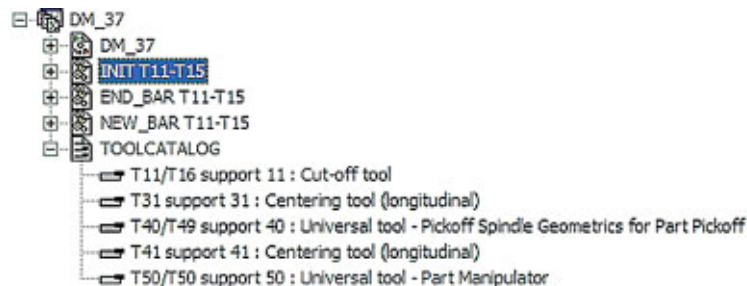 DM_37
DM_37
INIT T11-T15
END_BAR T11-T15
NEW_BAR T11-T15
TOOLCATALOG
T11/T16 support 11 : Cut-off tool
T31 support 31 : Centering tool (longitudinal)
T40/T49 support 40 : Universal tool - Pickoff Spindle Geometrics for Part Pickoff
T41 support 41 : Centering tool (longitudinal)
T50/T50 support 50 : Universal tool - Part Manipulator